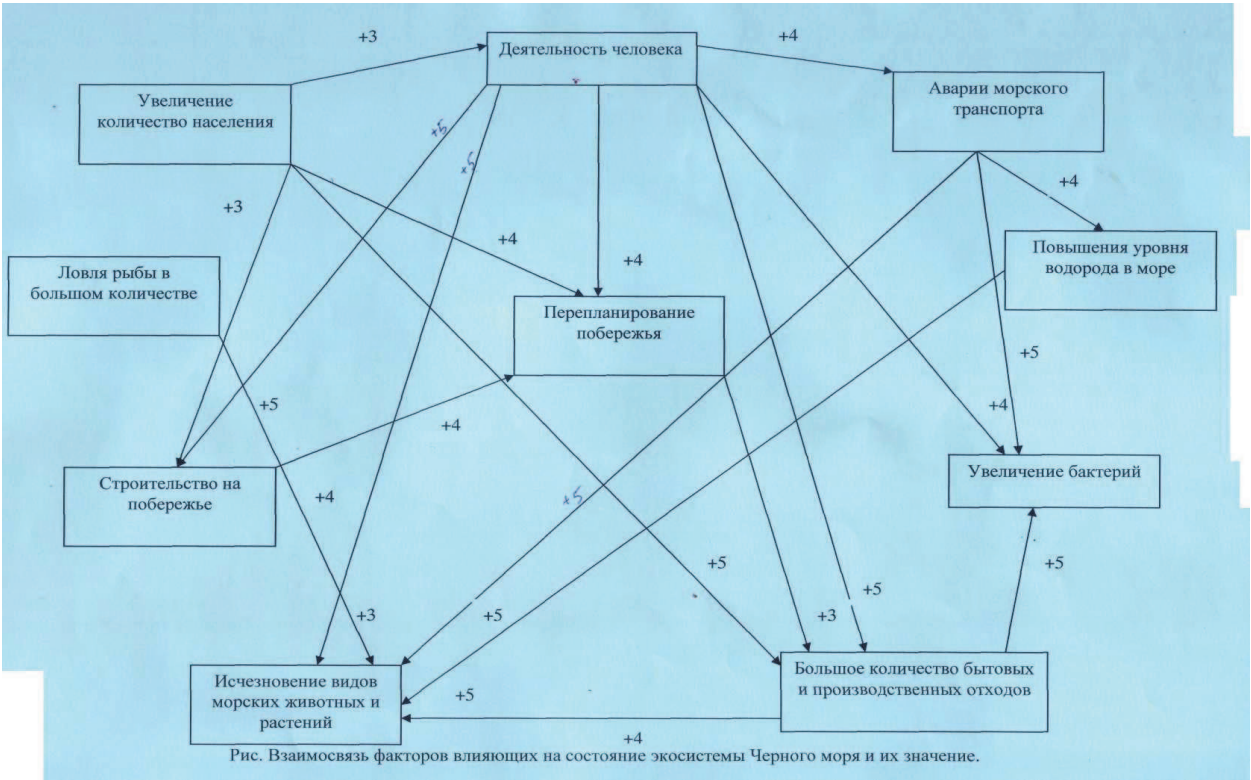 +3
Деятельность человека
+4
Увеличение
количество населения
Аварии морского
транспорта
+5
+5
+4
+3
+4
Повышения уровня
водорода в море
Ловля рыбы в
большом количестве
+4
Перепланирование
побережья
+5
+5
+4
+4
Строительство на
побережье
Увеличение бактерий
+4
+5
+5
+5
+5
+3
+5
+3
Исчезновение видов
морских животных и
растений
Большое количество бытовых
и производственных отходов
+5
+4
Рис. Взаимосвязь факторов влияющих на состояние экосистемы Черного моря и их значение.